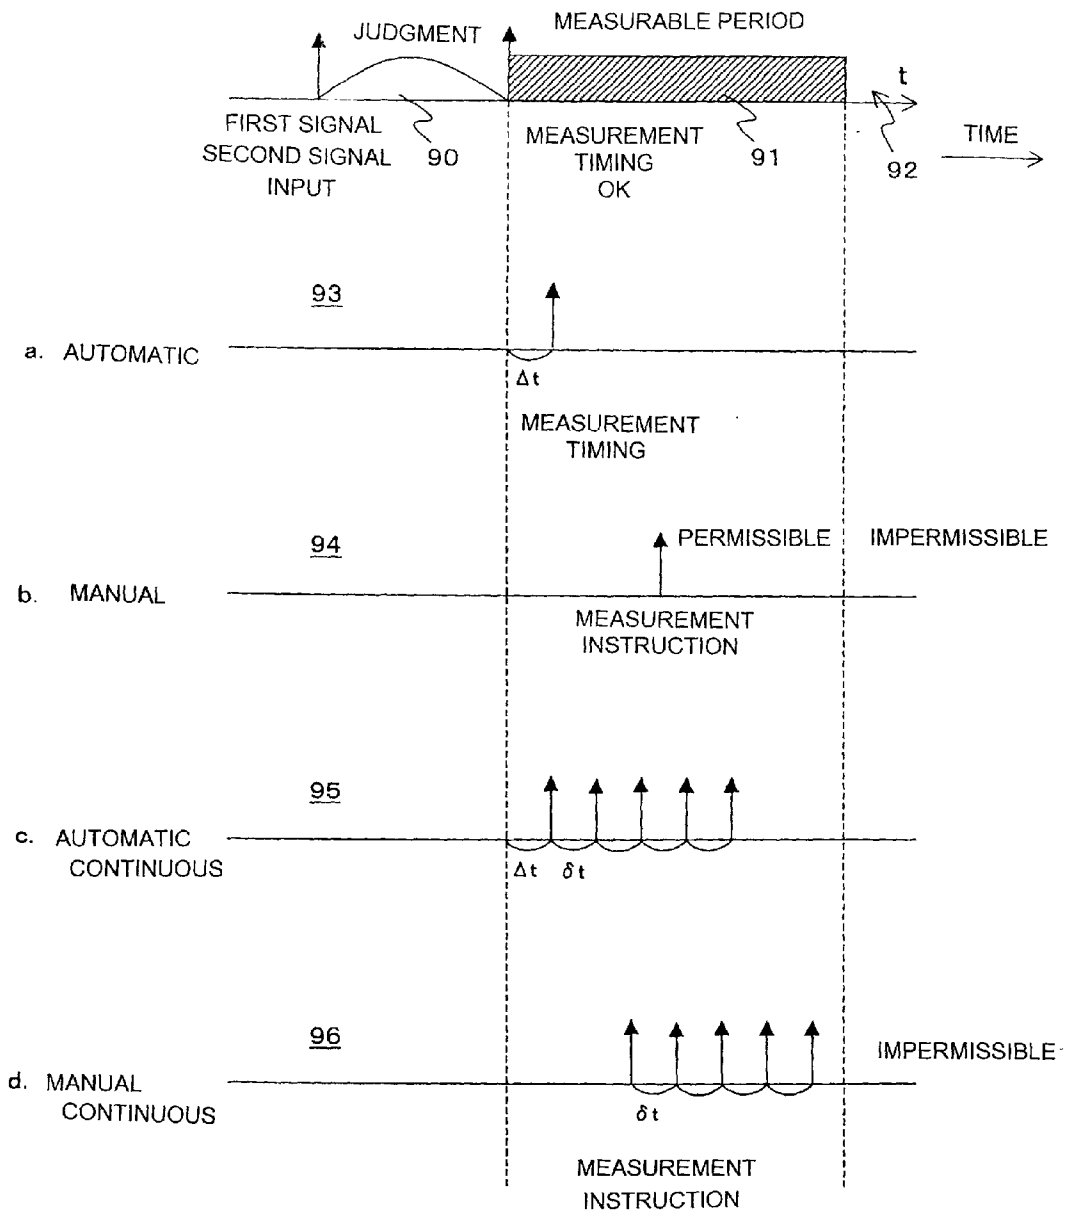 JUDGMENT
MEASURABLE PERIOD
t
FIRST SIGNAL
SECOND SIGNAL
INPUT
90
MEASUREMENT
TIMING
OK
91
92
TIME
93
a. AUTOMATIC
Δt
MEASUREMENT
TIMING
94
PERMISSIBLE
IMPERMISSIBLE
b. MANUAL
MEASUREMENT
INSTRUCTION
95
c. AUTOMATIC
CONTINUOUS
Δt
δt
96
IMPERMISSIBLE
d. MANUAL
CONTINUOUS
δt
MEASUREMENT
INSTRUCTION